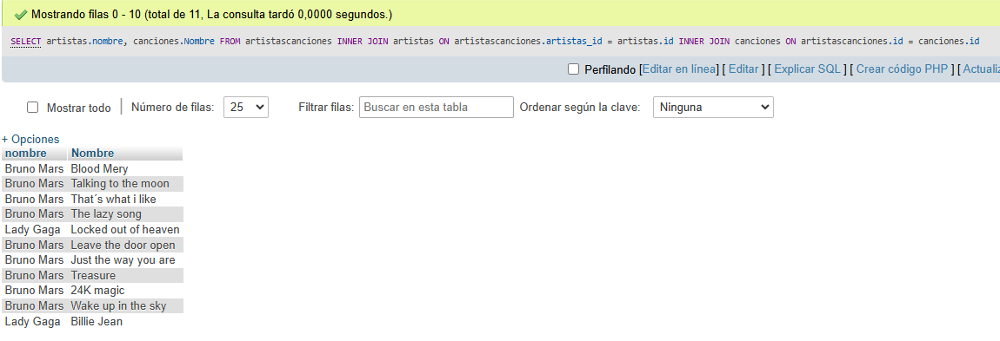 Mostrando filas 0 - 10 (total de 11, La consulta tardó 0,0000 segundos.)
SELECT artistas.nombre, canciones.Nombre FROM artistascanciones INNER JOIN artistas ON artistascanciones.artistas_id = artistas.id INNER JOIN canciones ON artistascanciones.id = canciones.id
Perfilando [Editar en línea] [ Editar ] [ Explicar SQL ] [ Crear código PHP ] [ Actualiz
Mostrar todo | Número de filas: 25 Filtrar filas: Buscar en esta tabla Ordenar según la clave: Ninguna
+ Opciones
nombre Nombre
Bruno Mars Blood Mery
Bruno Mars Talking to the moon
Bruno Mars That´s what i like
Bruno Mars The lazy song
Lady Gaga Locked out of heaven
Bruno Mars Leave the door open
Bruno Mars Just the way you are
Bruno Mars Treasure
Bruno Mars 24K magic
Bruno Mars Wake up in the sky
Lady Gaga Billie Jean